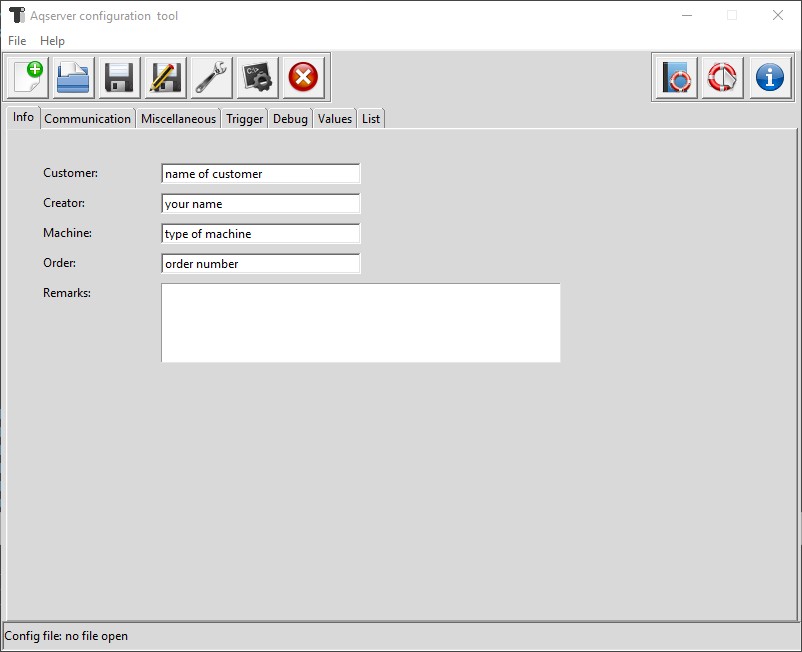 Aqserver configuration  tool
File Help
Info Communication Miscellaneous Trigger Debug Values List
Customer: name of customer
Creator: your name
Machine: type of machine
Order: order number
Remarks:
Config file: no file open